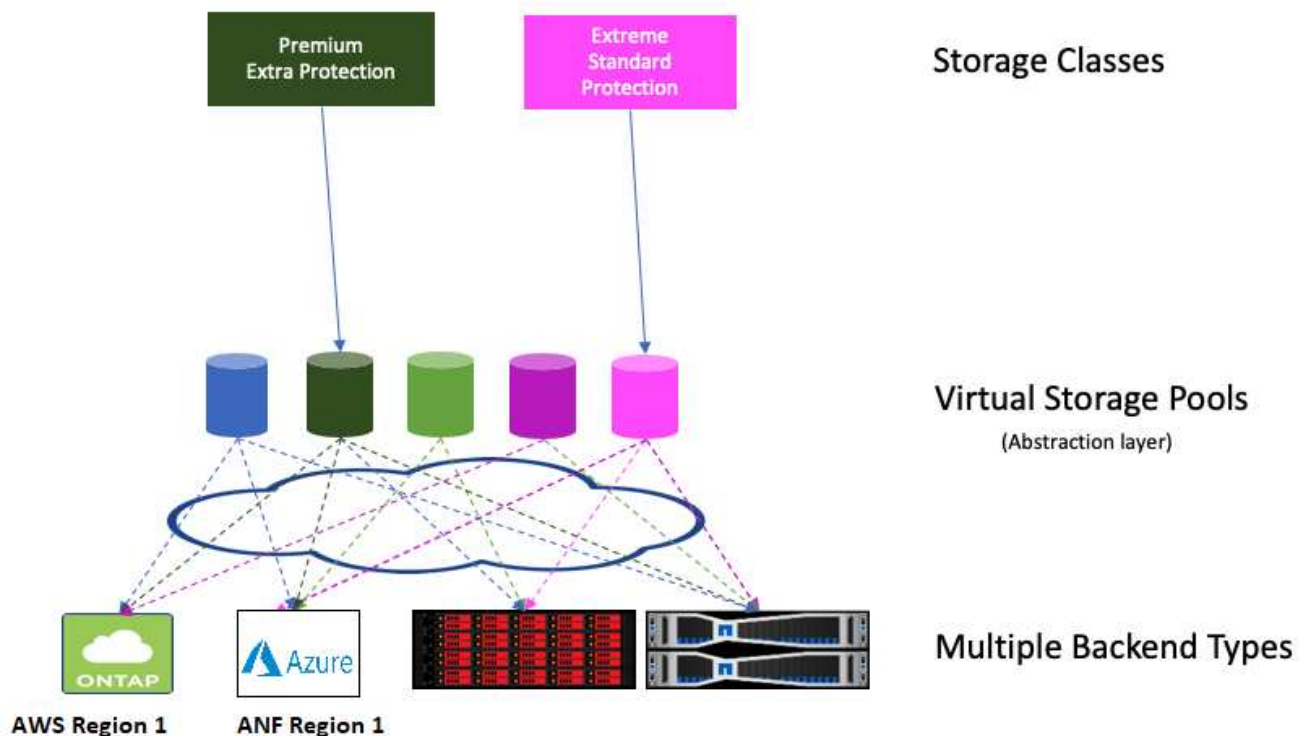 Premium
Extra Protection
Extreme
Standard
Protection
Storage Classes
Virtual Storage Pools
(Abstraction layer)
ONTAP
Azure
Multiple Backend Types
AWS Region 1
ANF Region 1